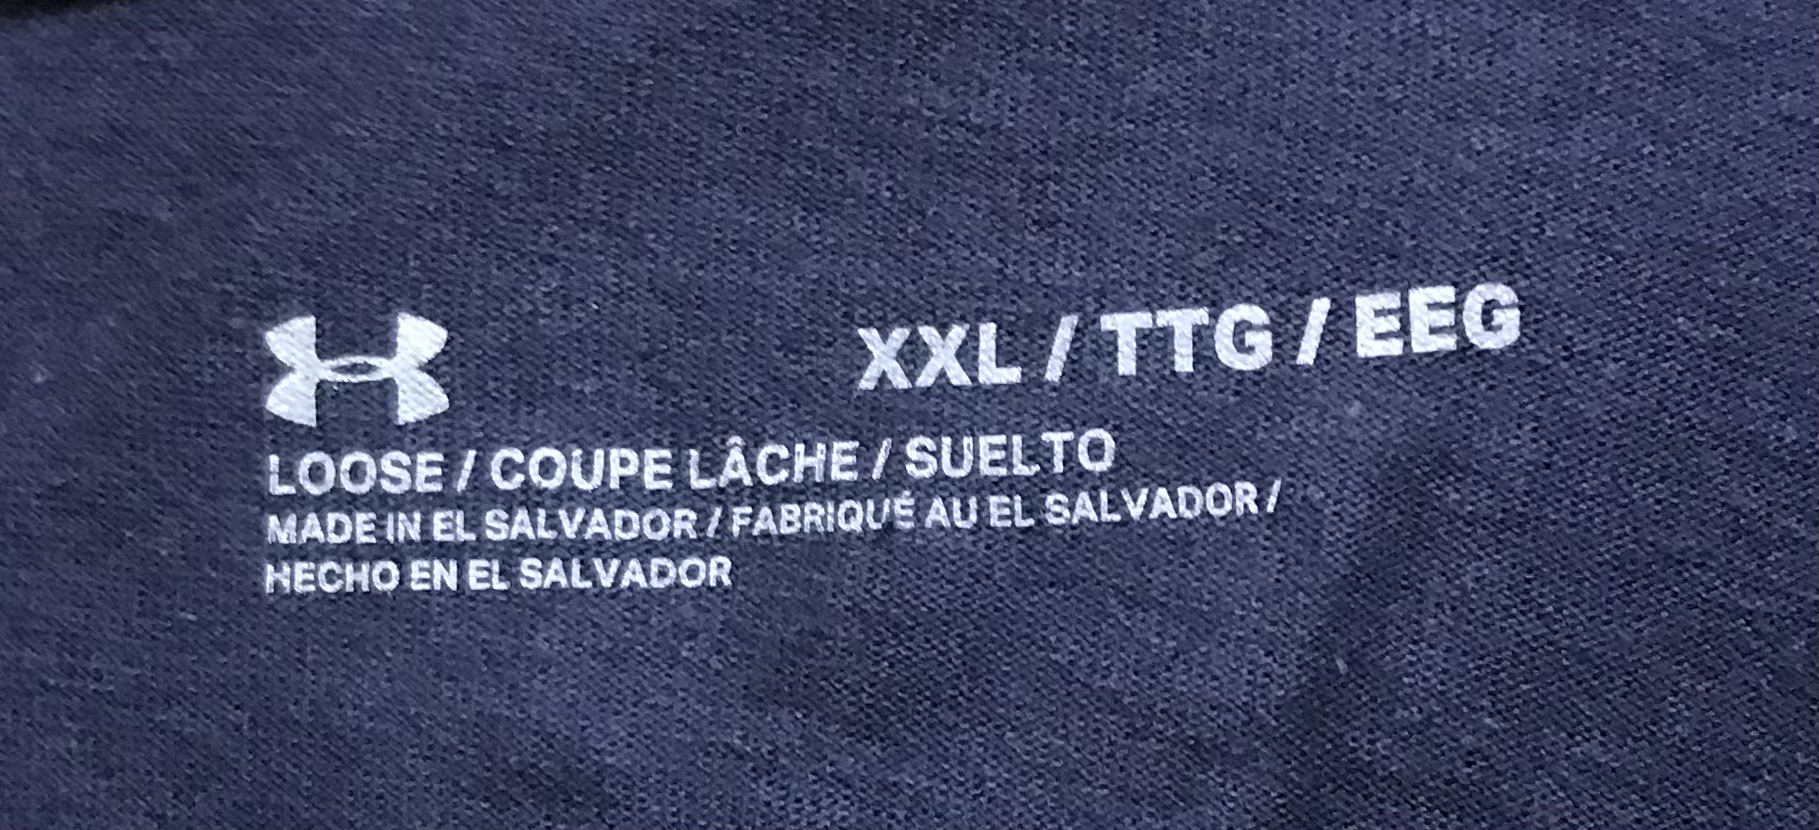 XXL / TTG / EEG
LOOSE / COUPE LÂCHE / SUELTO
MADE IN EL SALVADOR / FABRIQUÉ AU EL SALVADOR /
HECHO EN EL SALVADOR